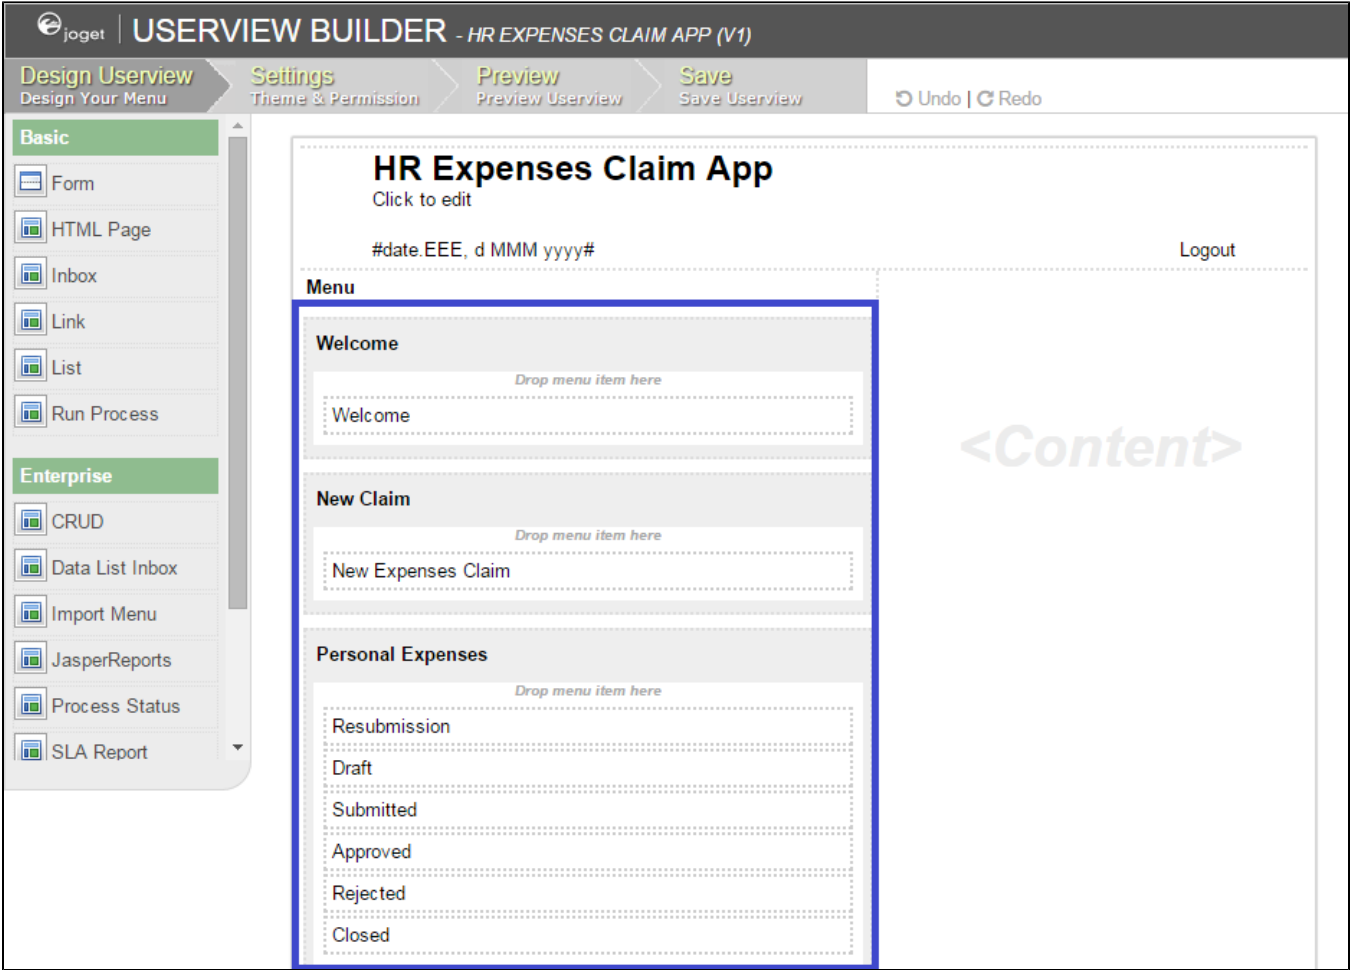 joget | USERVIEW BUILDER - HR EXPENSES CLAIM APP (V1)
Design Userview
Design Your Menu
Settings
Theme & Permission
Preview
Preview Userview
Save
Save Userview
Undo | Redo
Basic
Form
HTML Page
Inbox
Link
List
Run Process
Enterprise
CRUD
Data List Inbox
Import Menu
JasperReports
Process Status
SLA Report
HR Expenses Claim App
Click to edit
#date.EEE, d MMM yyyy#
Logout
Menu
Welcome
Drop menu item here
Welcome
New Claim
Drop menu item here
New Expenses Claim
Personal Expenses
Drop menu item here
Resubmission
Draft
Submitted
Approved
Rejected
Closed
<Content>